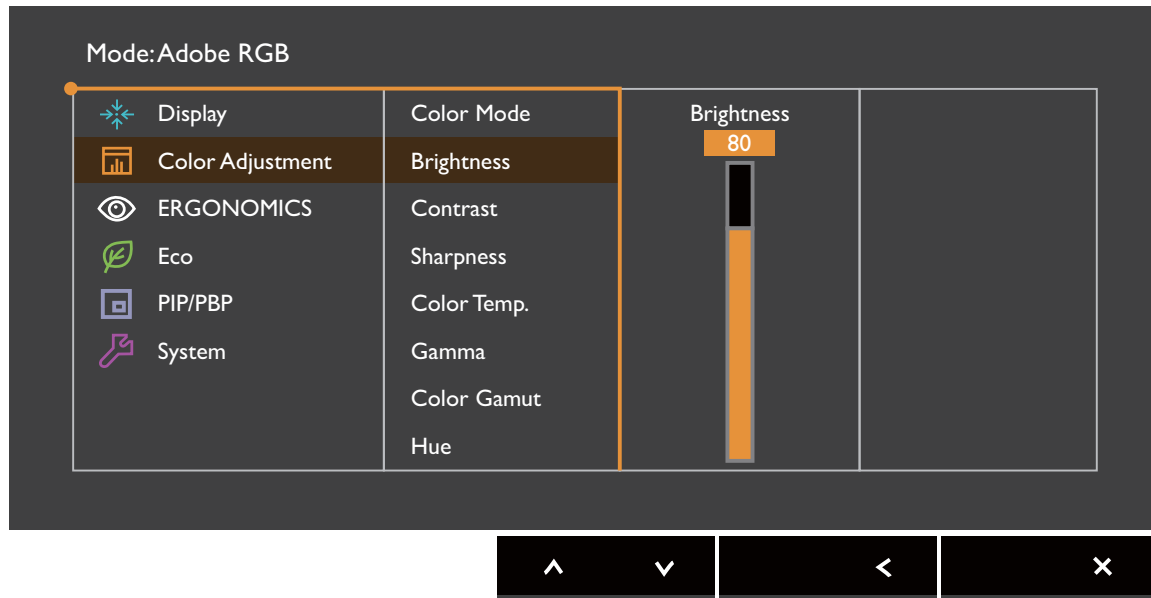 Mode: Adobe RGB
Display
Color Adjustment
ERGONOMICS
Eco
PIP/PBP
System
Color Mode
Brightness
Contrast
Sharpness
Color Temp.
Gamma
Color Gamut
Hue
Brightness
80